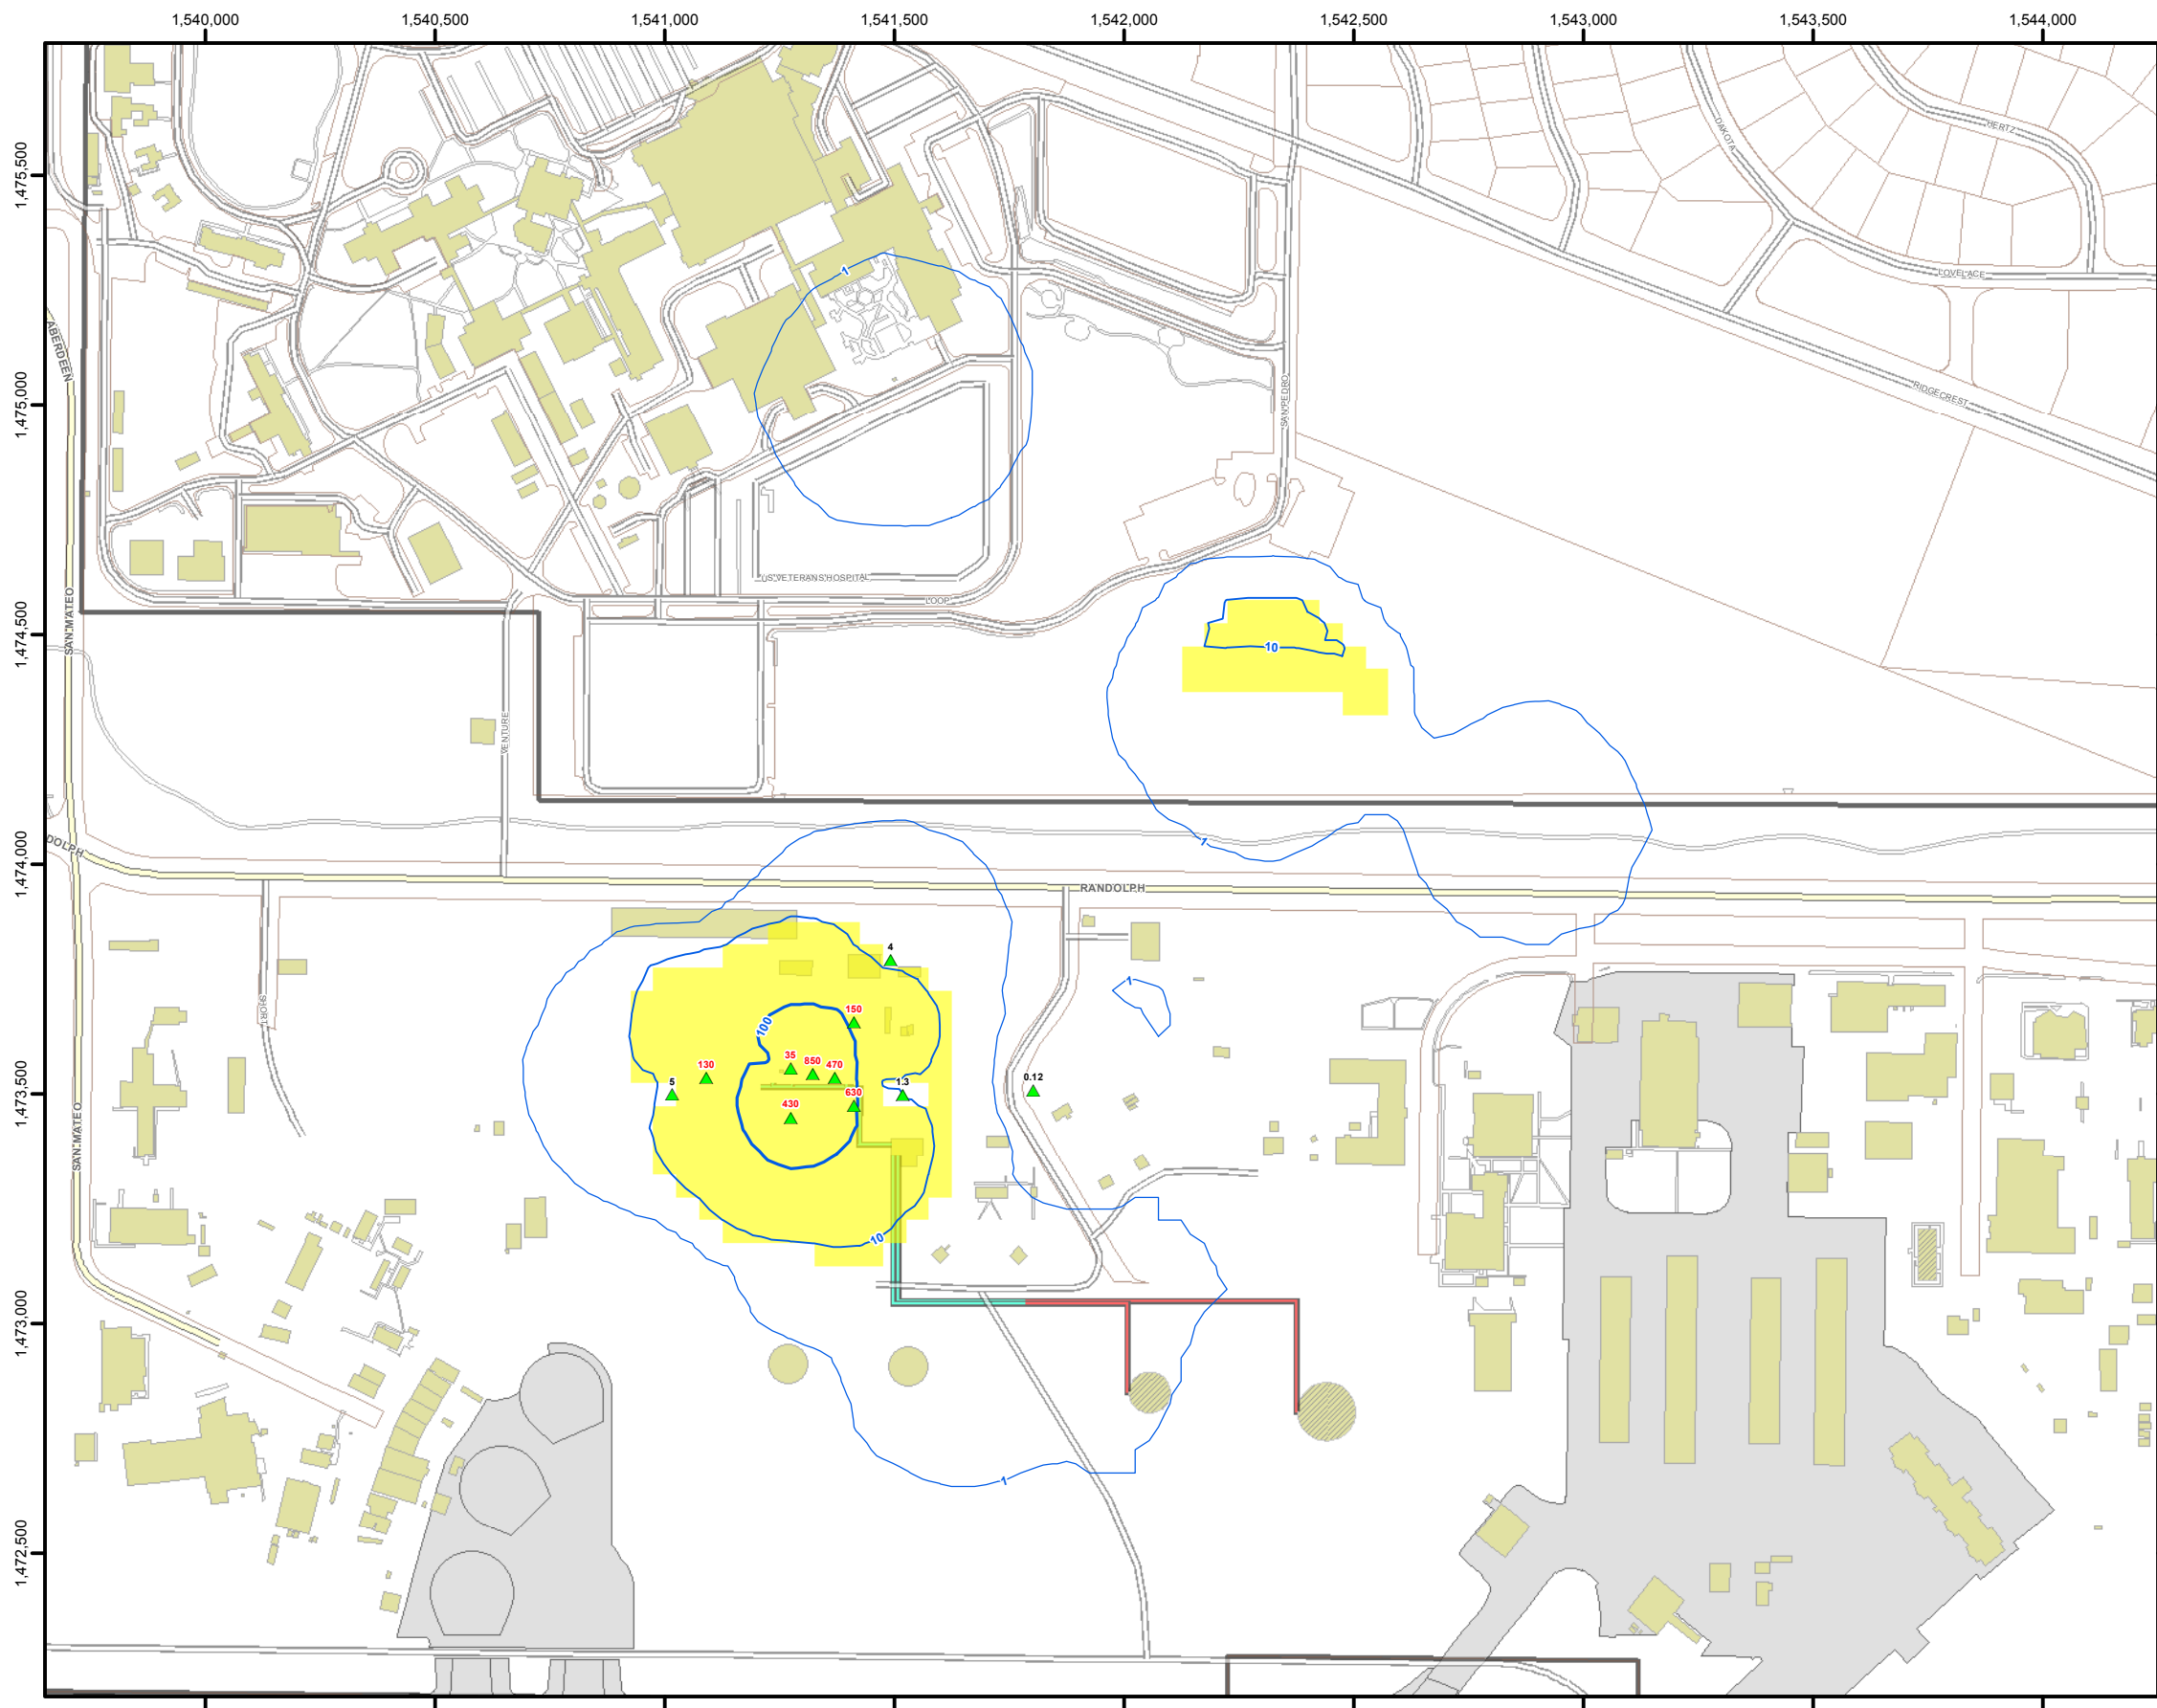 1,540,000
1,540,500
1,541,000
1,541,500
1,542,000
1,542,500
1,543,000
1,543,500
1,544,000
1,475,500
1,475,000
1,474,500
1,474,000
1,473,500
1,473,000
1,472,500
DAKOTA
HERTZ
LOVELACE
RIDGECREST
1
ABERDEEN
SAN PEDRO
US VETERANS HOSPITAL
LOOP
SAN MATEO
10
VENTURE
1
DOLPH
RANDOLPH
4
1
SHORT
150
100
35
850
470
130
5
1.3
0.12
630
430
SAN MATEO
10
1